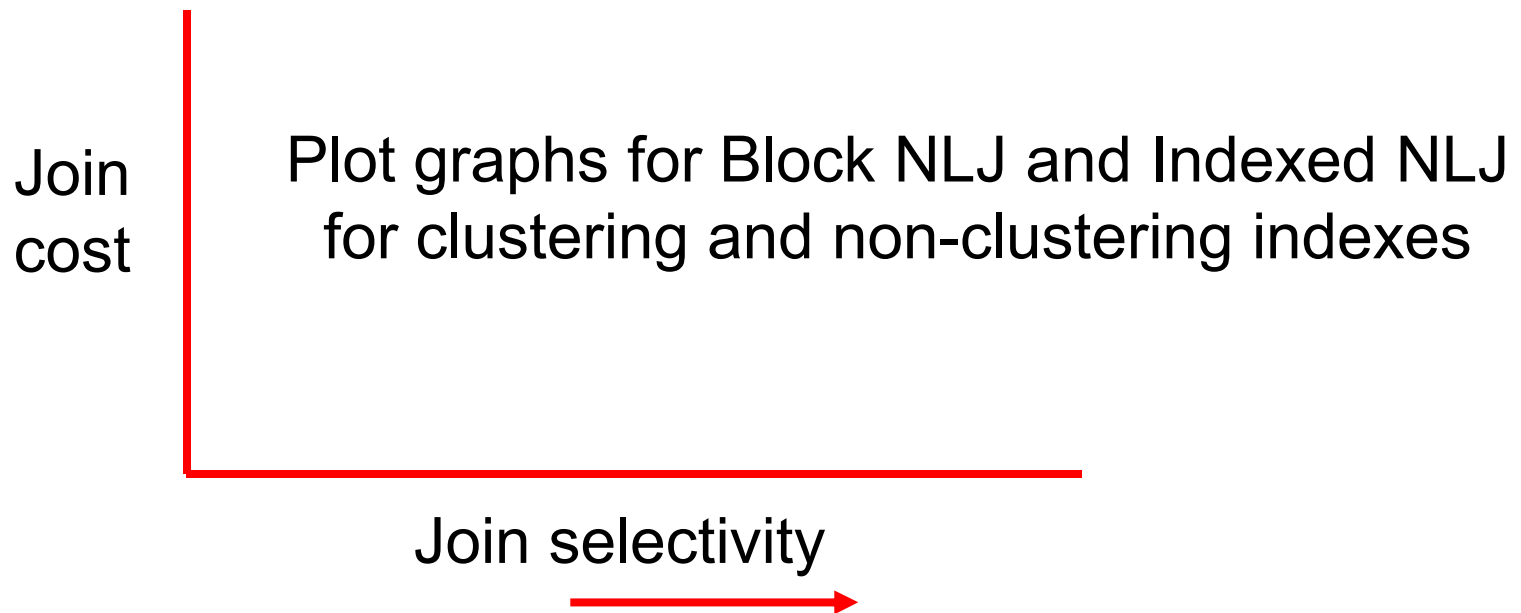 Join
cost
Plot graphs for Block NLJ and Indexed NLJ
for clustering and non-clustering indexes
Join selectivity